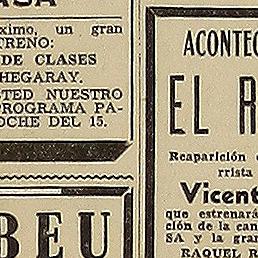 ASA
óximo, un gran
TRENO:
DE CLASES
HEGARAY.
STED NUESTRO
PROGRAMA PA-
OCHE DEL 15.
BEU
ACONTEC
EL R
Reaparición
rrista
Vicent
que estrenará
ción de la can
SA y la gran
RAQUEL R